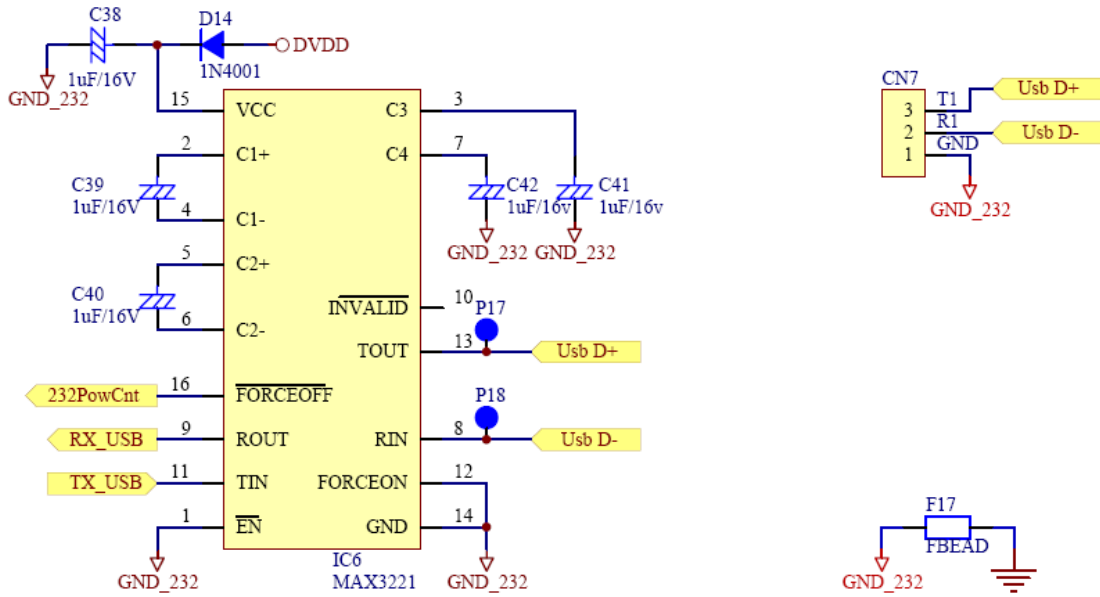 C38
1uF/16V
GND_232
D14
1N4001
DVDD
15
VCC
2
C1+
C39
1uF/16V
4
C1-
5
C2+
C40
1uF/16V
6
C2-
232PowCnt
16
FORCEOFF
RX_USB
9
ROUT
TX_USB
11
TIN
1
EN
GND_232
C3
3
C4
7
C42
1uF/16v
GND_232
C41
1uF/16v
GND_232
INVALID
10
P17
TOUT
13
Usb D+
P18
RIN
8
Usb D-
FORCEON
12
GND
14
GND_232
IC6
MAX3221
CN7
3
T1
Usb D+
2
R1
Usb D-
1
GND
GND_232
F17
FBEAD
GND_232